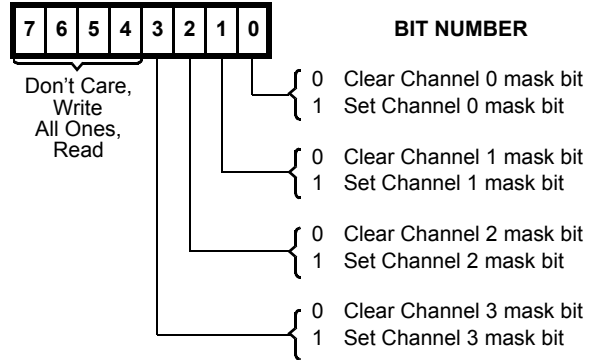 7 6 5 4 3 2 1 0 BIT NUMBER
Don't Care,
Write
All Ones,
Read
0 Clear Channel 0 mask bit
1 Set Channel 0 mask bit
0 Clear Channel 1 mask bit
1 Set Channel 1 mask bit
0 Clear Channel 2 mask bit
1 Set Channel 2 mask bit
0 Clear Channel 3 mask bit
1 Set Channel 3 mask bit